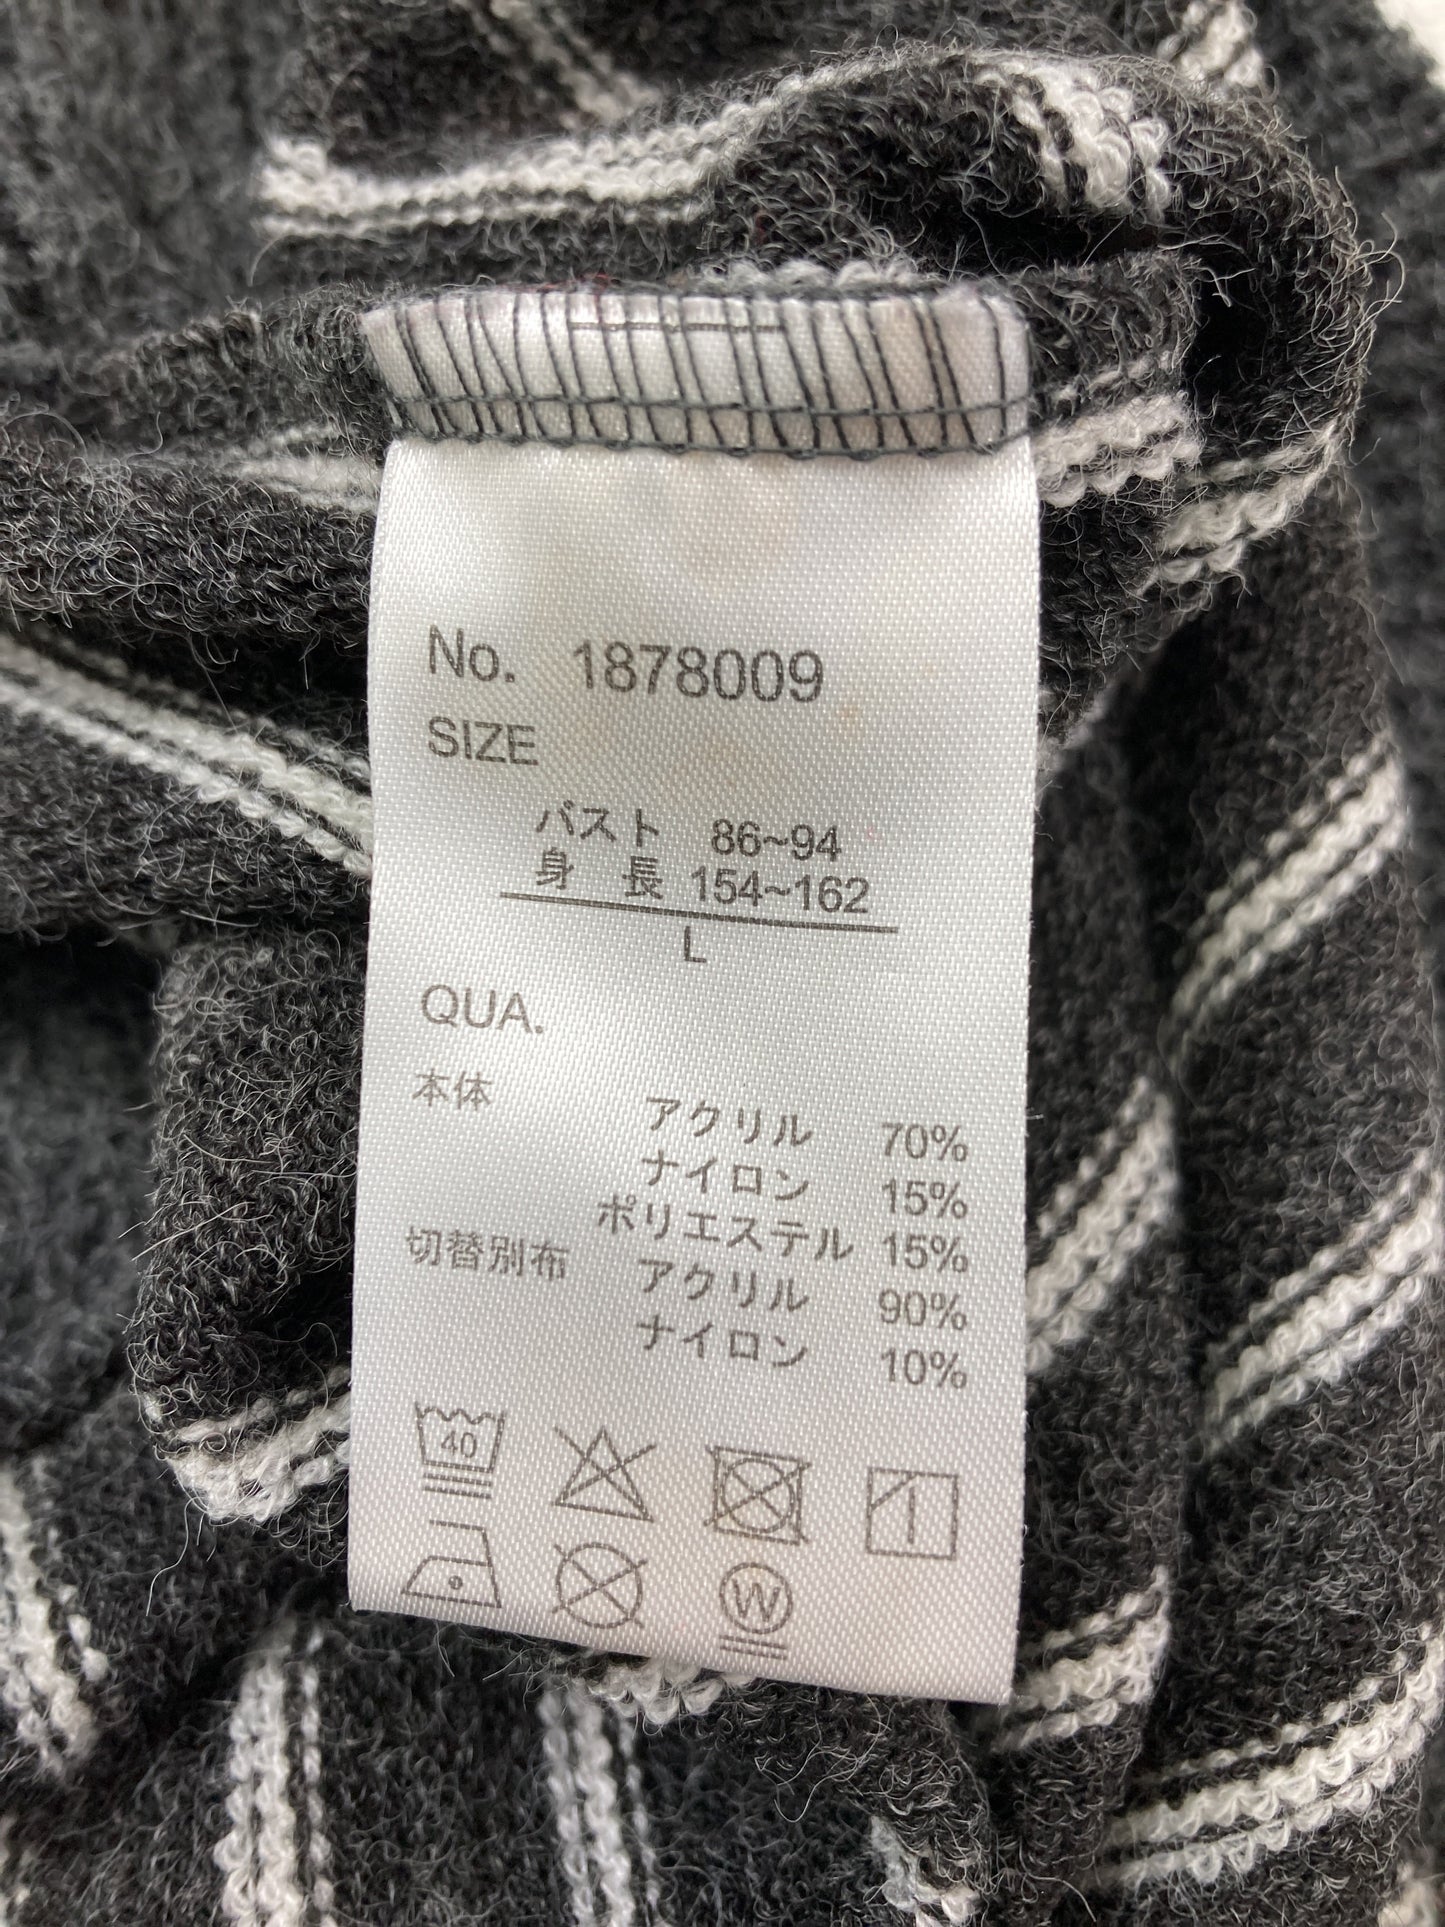 No. 1878009
SIZE
バスト 86~94
身 長 154~162
L
QUA.
本体
アクリル 70%
ナイロン 15%
ポリエステル 15%
切替別布 アクリル 90%
ナイロン 10%
40
W